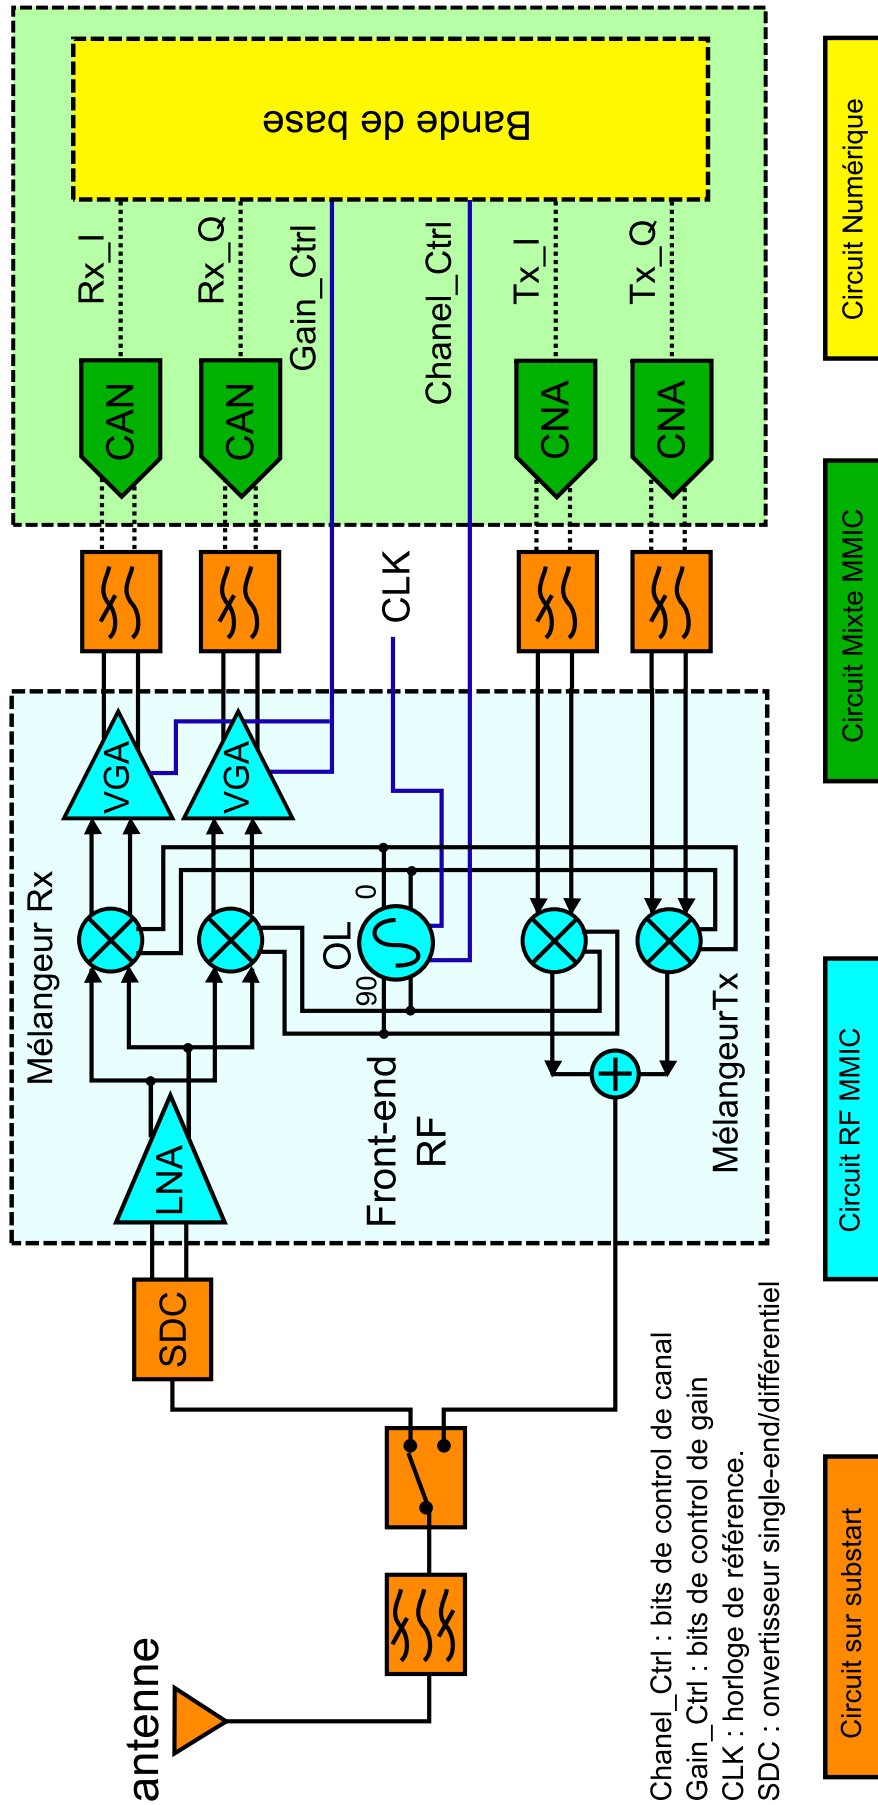 antenne
SDC
LNA
Mélangeur Rx
VGA
VGA
CAN
CAN
Rx_I
Rx_Q
Gain_Ctrl
Chanel_Ctrl
Bande de base
OL
0
90
CLK
Front-end
RF
CNA
CNA
Tx_I
Tx_Q
MélangeurTx
Chanel_Ctrl : bits de control de canal
Gain_Ctrl : bits de control de gain
CLK : horloge de référence.
SDC : onvertisseur single-end/différentiel
Circuit sur substart
Circuit RF MMIC
Circuit Mixte MMIC
Circuit Numérique